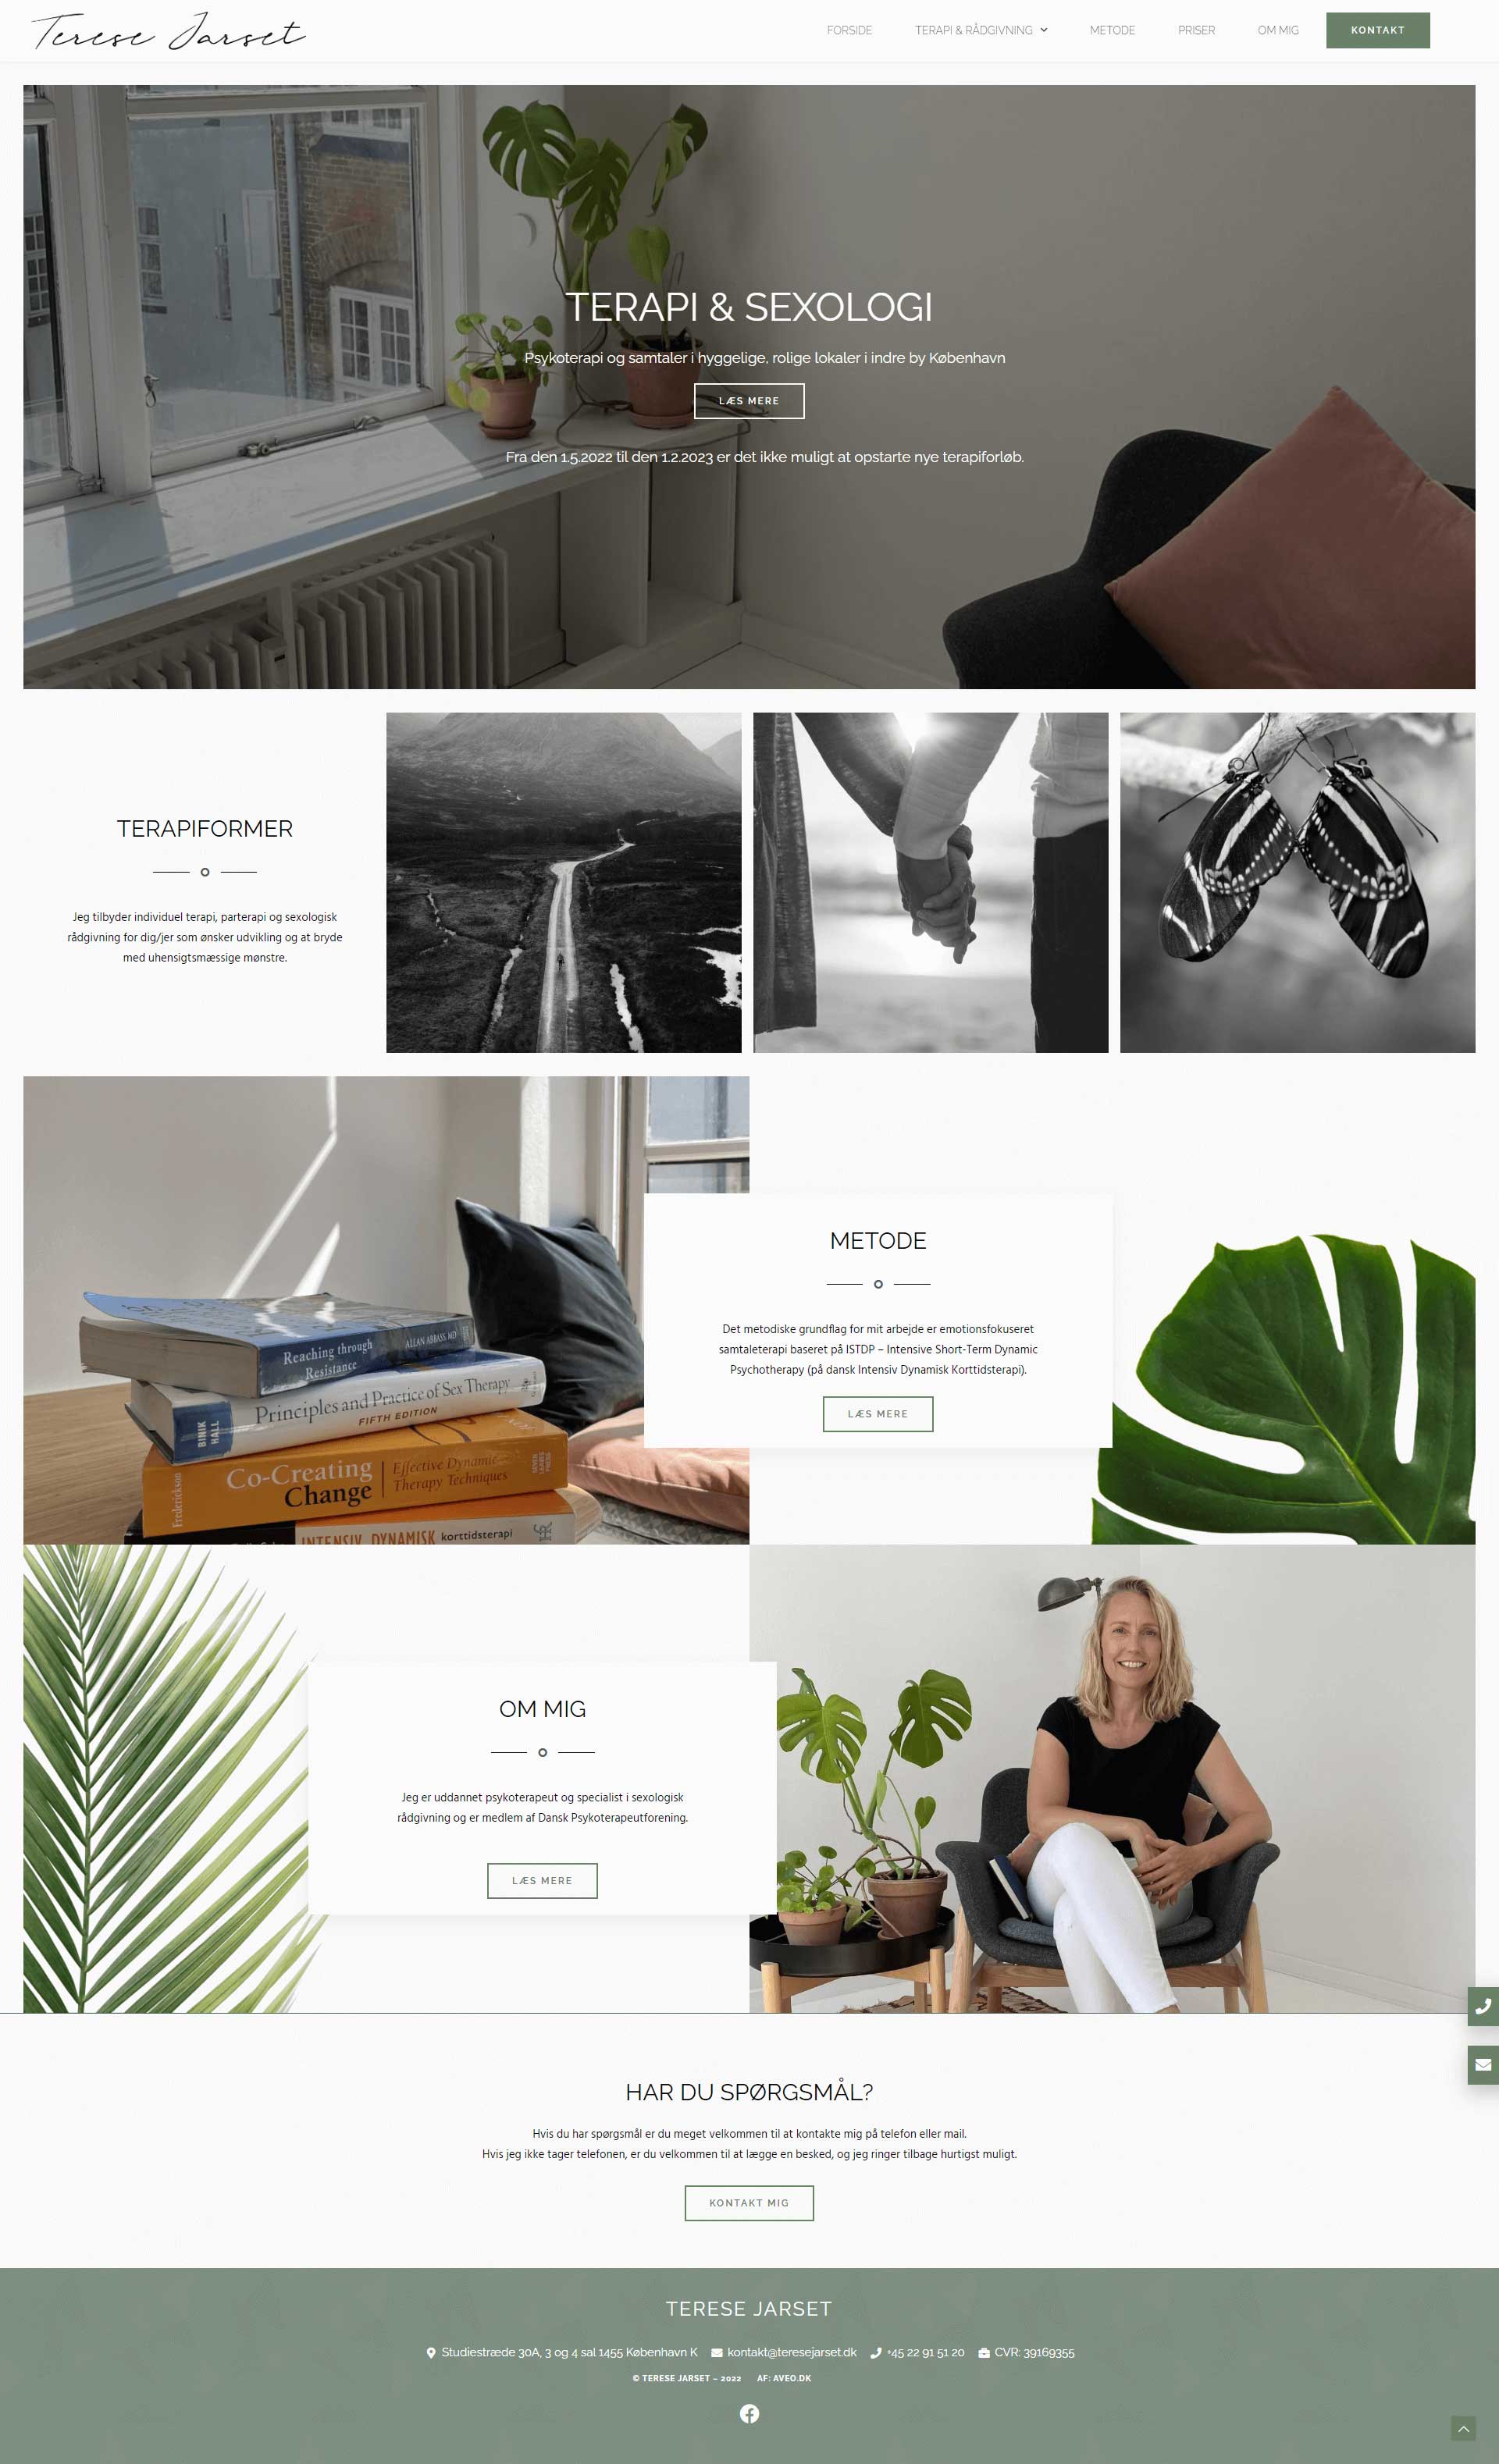 Terese Jarset
FORSIDE
TERAPI & RÅDGIVNING
METODE
PRISER
OM MIG
KONTAKT
TERAPI & SEXOLOGI
Psykoterapi og samtaler i hyggelige, rolige lokaler i indre by København
LÆS MERE
Fra den 1.5.2022 til den 1.2.2023 er det ikke muligt at opstarte nye terapiforløb.
TERAPIFORMER
Jeg tilbyder individuel terapi, parterapi og sexologisk
rådgivning for dig/jer som ønsker udvikling og at bryde
med uhensigtsmæssige mønstre.
Reaching through
Resistance
ALLAN ABBASS MD
BINIK
HALL
Principles and Practice of Sex Therapy
FIFTH EDITION
Frederickson
Co-Creating
Change
Effective Dynamic
Therapy Techniques
SEVEN
LEAVES
PRESS
INTENSIV DYNAMISK korttidsterapi
METODE
Det metodiske grundflag for mit arbejde er emotionsfokuseret
samtaleterapi baseret på ISTDP – Intensive Short-Term Dynamic
Psychotherapy (på dansk Intensiv Dynamisk Korttidsterapi).
LÆS MERE
OM MIG
Jeg er uddannet psykoterapeut og specialist i sexologisk
rådgivning og er medlem af Dansk Psykoterapeutforening.
LÆS MERE
HAR DU SPØRGSMÅL?
Hvis du har spørgsmål er du meget velkommen til at kontakte mig på telefon eller mail.
Hvis jeg ikke tager telefonen, er du velkommen til at lægge en besked, og jeg ringer tilbage hurtigst muligt.
KONTAKT MIG
TERESE JARSET
Studiestræde 30A, 3 og 4 sal 1455 København K kontakt@teresejarset.dk +45 22 91 51 20 CVR: 39169355
© TERESE JARSET – 2022 AF: AVEO.DK